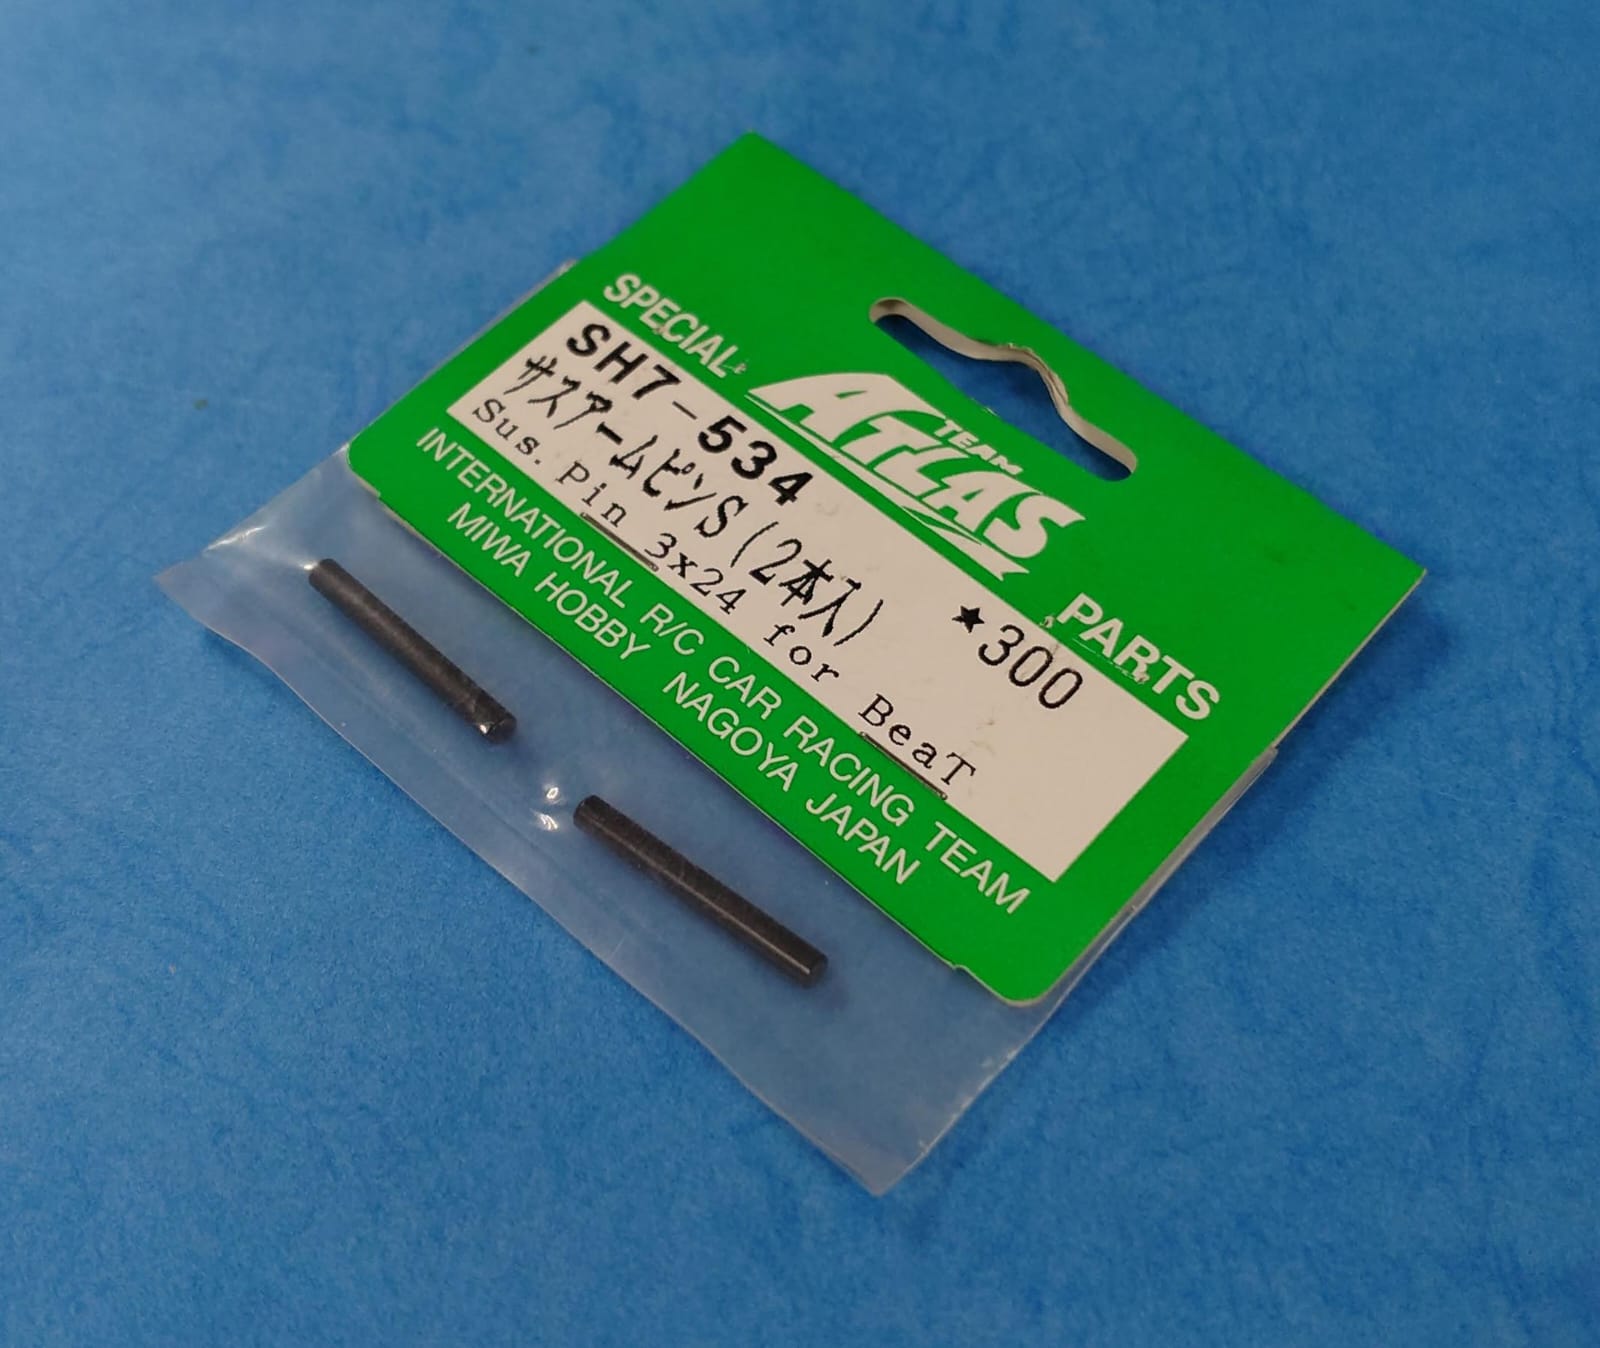 SPECIAL TEAM ATLAS PARTS
SH7-534 ★300
サスアームピンS(2本入)
Sus. Pin 3x24 for BeaT
INTERNATIONAL R/C CAR RACING TEAM
MIWA HOBBY NAGOYA JAPAN